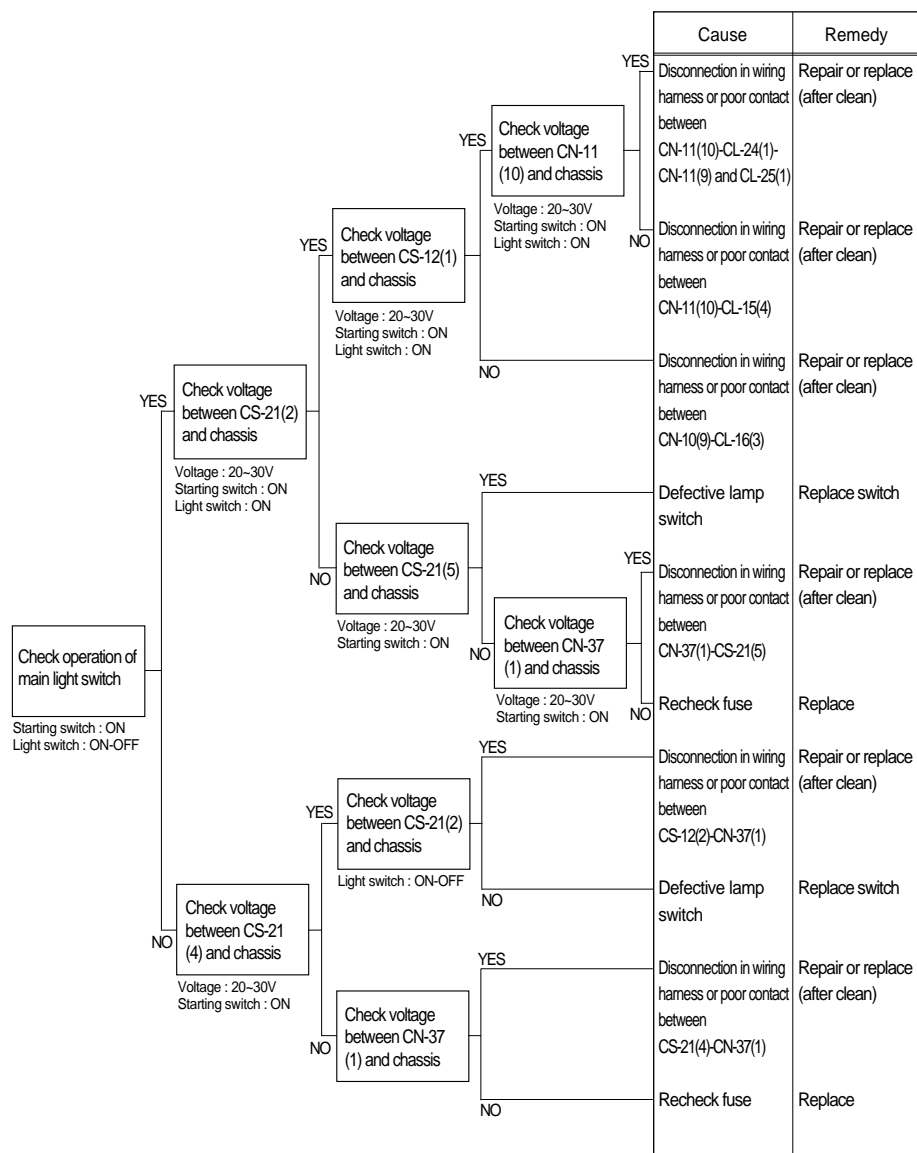 Cause
Remedy
YES
Disconnection in wiring
harness or poor contact
between
CN-11(10)-CL-24(1)-
CN-11(9) and CL-25(1)
Repair or replace
(after clean)
YES
Check voltage
between CN-11
(10) and chassis
Voltage : 20~30V
Starting switch : ON
Light switch : ON
NO
Disconnection in wiring
harness or poor contact
between
CN-11(10)-CL-15(4)
Repair or replace
(after clean)
YES
Check voltage
between CS-12(1)
and chassis
Voltage : 20~30V
Starting switch : ON
Light switch : ON
NO
Disconnection in wiring
harness or poor contact
between
CN-10(9)-CL-16(3)
Repair or replace
(after clean)
YES
Check voltage
between CS-21(2)
and chassis
Voltage : 20~30V
Starting switch : ON
Light switch : ON
YES
Defective lamp
switch
Replace switch
NO
Check voltage
between CS-21(5)
and chassis
Voltage : 20~30V
Starting switch : ON
YES
Disconnection in wiring
harness or poor contact
between
CN-37(1)-CS-21(5)
Repair or replace
(after clean)
NO
Check voltage
between CN-37
(1) and chassis
Voltage : 20~30V
Starting switch : ON
NO
Recheck fuse
Replace
Check operation of
main light switch
Starting switch : ON
Light switch : ON-OFF
YES
Disconnection in wiring
harness or poor contact
between
CS-12(2)-CN-37(1)
Repair or replace
(after clean)
YES
Check voltage
between CS-21(2)
and chassis
Light switch : ON-OFF
NO
Defective lamp
switch
Replace switch
NO
Check voltage
between CS-21
(4) and chassis
Voltage : 20~30V
Starting switch : ON
YES
Disconnection in wiring
harness or poor contact
between
CS-21(4)-CN-37(1)
Repair or replace
(after clean)
NO
Check voltage
between CN-37
(1) and chassis
NO
Recheck fuse
Replace